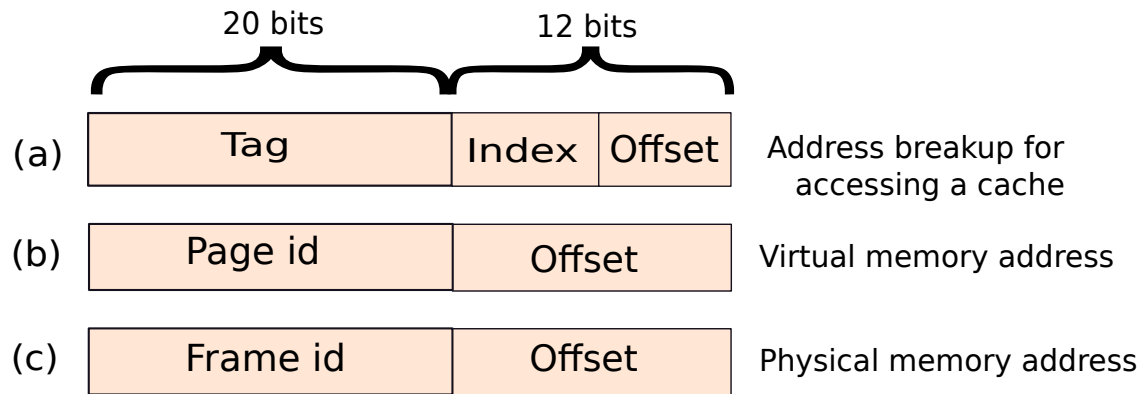 20 bits 12 bits
(a) Tag Index Offset Address breakup for
accessing a cache
(b) Page id Offset Virtual memory address
(c) Frame id Offset Physical memory address